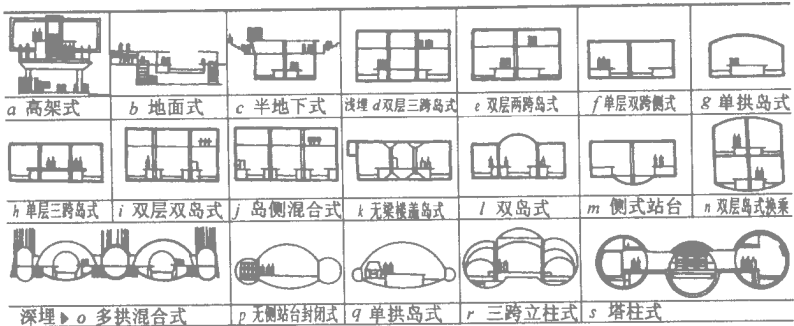 a 高架式 b 地面式 c 半地下式 浅埋 d 双层三跨岛式 e 双层两跨岛式 f 单层双跨侧式 g 单拱岛式
h 单层三跨岛式 i 双层双岛式 j 岛侧混合式 k 无梁楼盖岛式 l 双岛式 m 侧式站台 n 双层岛式换乘
深埋 o 多拱混合式 p 无侧站台封闭式 q 单拱岛式 r 三跨立柱式 s 塔柱式